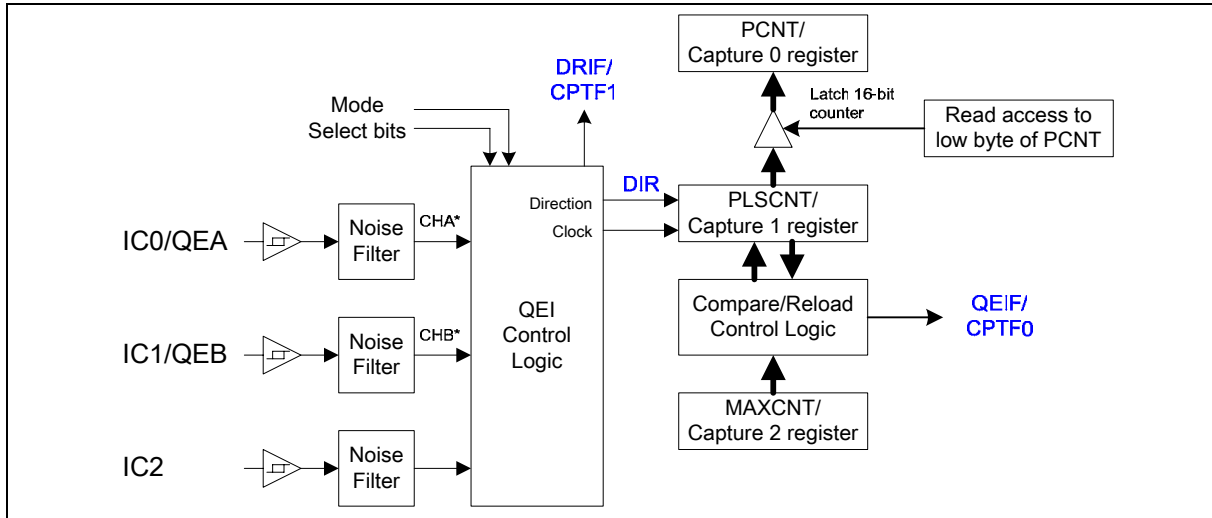 PCNT/
Capture 0 register
DRIF/
CPTF1
Latch 16-bit
counter
Mode
Select bits
Read access to
low byte of PCNT
DIR
Direction
Clock
PLSCNT/
Capture 1 register
IC0/QEA
Noise
Filter
CHA*
QEI
Control
Logic
Compare/Reload
Control Logic
QEIF/
CPTF0
IC1/QEB
Noise
Filter
CHB*
MAXCNT/
Capture 2 register
IC2
Noise
Filter